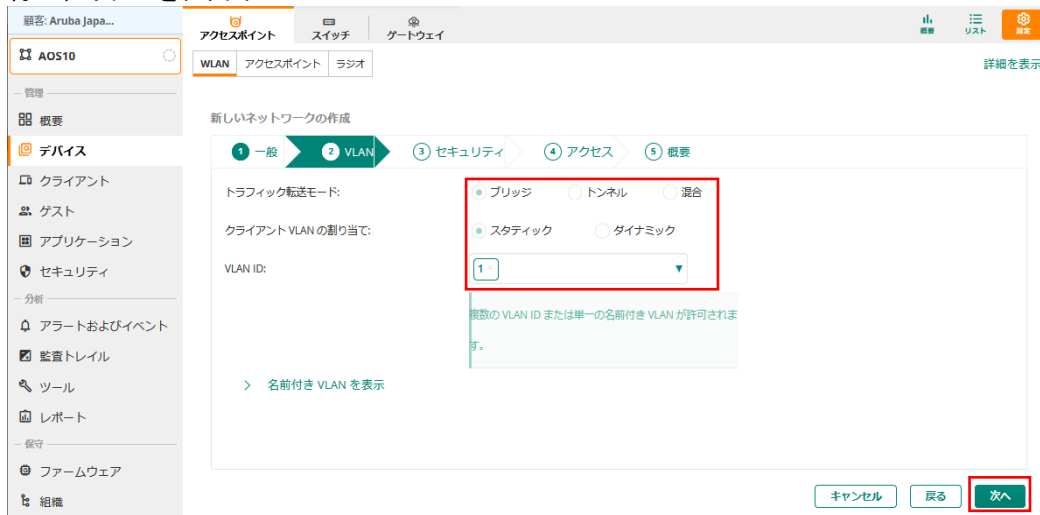 顧客: Aruba Japa...
アクセスポイント
スイッチ
ゲートウェイ
概要
リスト
設定
AOS10
WLAN
アクセスポイント
ラジオ
詳細を表示
管理
概要
デバイス
クライアント
ゲスト
アプリケーション
セキュリティ
分析
アラートおよびイベント
監査トレイル
ツール
レポート
保守
ファームウェア
組織
新しいネットワークの作成
1 一般
2 VLAN
3 セキュリティ
4 アクセス
5 概要
トラフィック転送モード:
ブリッジ
トンネル
混合
クライアント VLAN の割り当て:
スタティック
ダイナミック
VLAN ID:
1
複数の VLAN ID または単一の名前付き VLAN が許可されま
す。
名前付き VLAN を表示
キャンセル
戻る
次へ